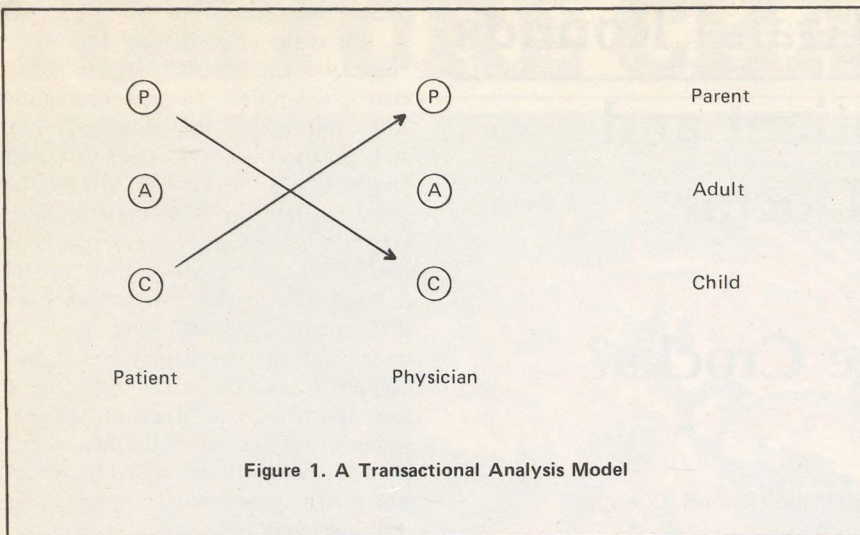 P P Parent
A A Adult
C C Child
Patient Physician
Figure 1. A Transactional Analysis Model